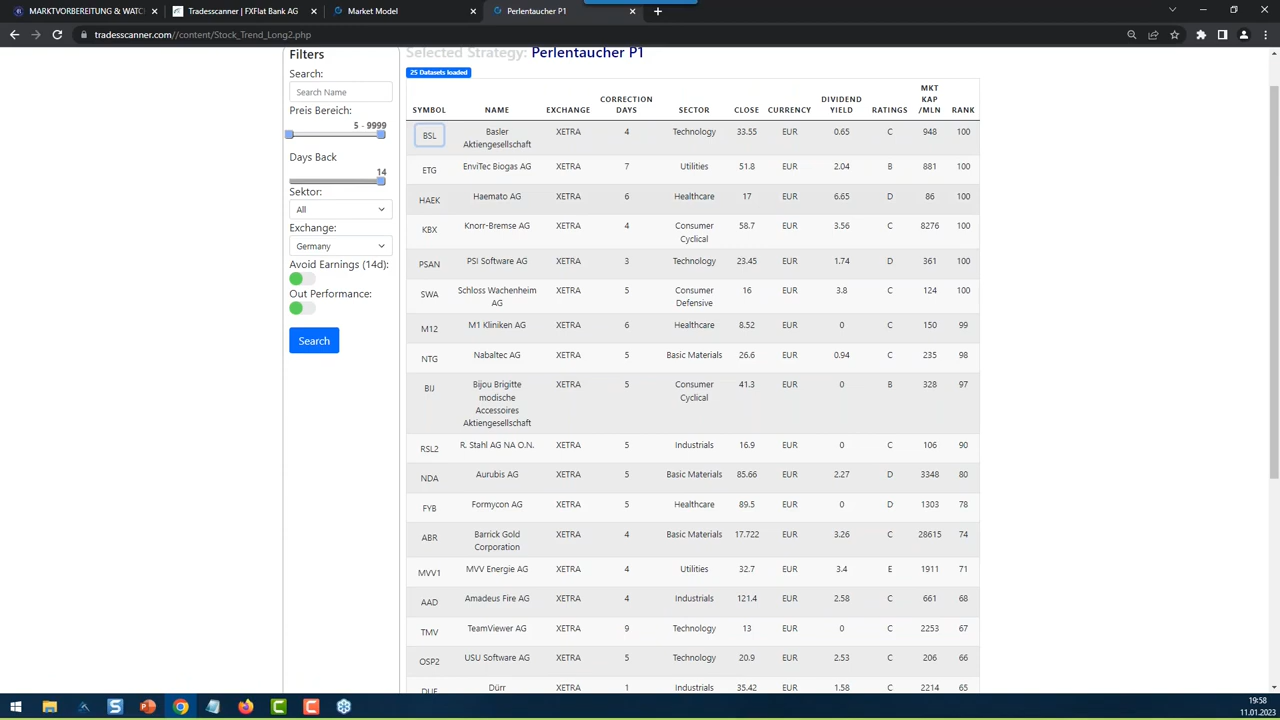 MARKTVORBEREITUNG & WATC
Tradesscanner | FXFlat Bank AG
Market Model
Perlentaucher P1
tradesscanner.com//content/Stock_Trend_Long2.php
Filters
Search:
Search Name
Preis Bereich:
5 - 9999
Days Back
14
Sektor:
All
Exchange:
Germany
Avoid Earnings (14d):
Out Performance:
Search
Selected Strategy: Perlentaucher P1
25 Datasets loaded
SYMBOL NAME EXCHANGE CORRECTION DAYS SECTOR CLOSE CURRENCY DIVIDEND YIELD RATINGS MKT KAP /MLN RANK
BSL Basler Aktiengesellschaft XETRA 4 Technology 33.55 EUR 0.65 C 948 100
ETG EnviTec Biogas AG XETRA 7 Utilities 51.8 EUR 2.04 B 881 100
HAEK Haemato AG XETRA 6 Healthcare 17 EUR 6.65 D 86 100
KBX Knorr-Bremse AG XETRA 4 Consumer Cyclical 58.7 EUR 3.56 C 8276 100
PSAN PSI Software AG XETRA 3 Technology 23.45 EUR 1.74 D 361 100
SWA Schloss Wachenheim AG XETRA 5 Consumer Defensive 16 EUR 3.8 C 124 100
M12 M1 Kliniken AG XETRA 6 Healthcare 8.52 EUR 0 C 150 99
NTG Nabaltec AG XETRA 5 Basic Materials 26.6 EUR 0.94 C 235 98
BIJ Bijou Brigitte modische Accessoires Aktiengesellschaft XETRA 5 Consumer Cyclical 41.3 EUR 0 B 328 97
RSL2 R. Stahl AG NA O.N. XETRA 5 Industrials 16.9 EUR 0 C 106 90
NDA Aurubis AG XETRA 5 Basic Materials 85.66 EUR 2.27 D 3348 80
FYB Formycon AG XETRA 5 Healthcare 89.5 EUR 0 D 1303 78
ABR Barrick Gold Corporation XETRA 4 Basic Materials 17.722 EUR 3.26 C 28615 74
MVV1 MVV Energie AG XETRA 4 Utilities 32.7 EUR 3.4 E 1911 71
AAD Amadeus Fire AG XETRA 4 Industrials 121.4 EUR 2.58 C 661 68
TMV TeamViewer AG XETRA 9 Technology 13 EUR 0 C 2253 67
OSP2 USU Software AG XETRA 5 Technology 20.9 EUR 2.53 C 206 66
DUE Dürr XETRA 1 Industrials 35.42 EUR 1.58 C 2214 65
19:58
11.01.2023